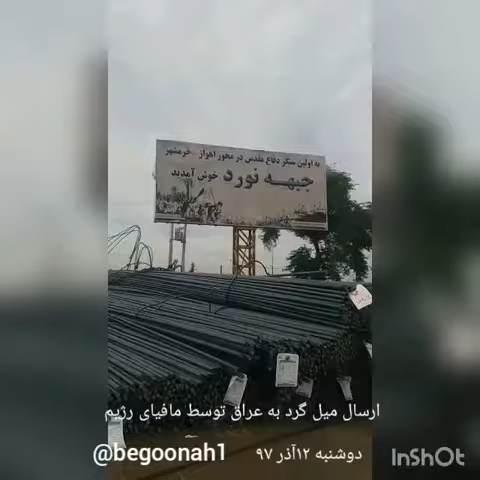 به اولین سنگر دفاع مقدس در محور اهواز خرمشهر
جبهه نورد خوش آمدید
ارسال میل گرد به عراق توسط مافیای رژیم
@begoonah1
دوشنبه ۱۲آذر ۹۷
InShOt